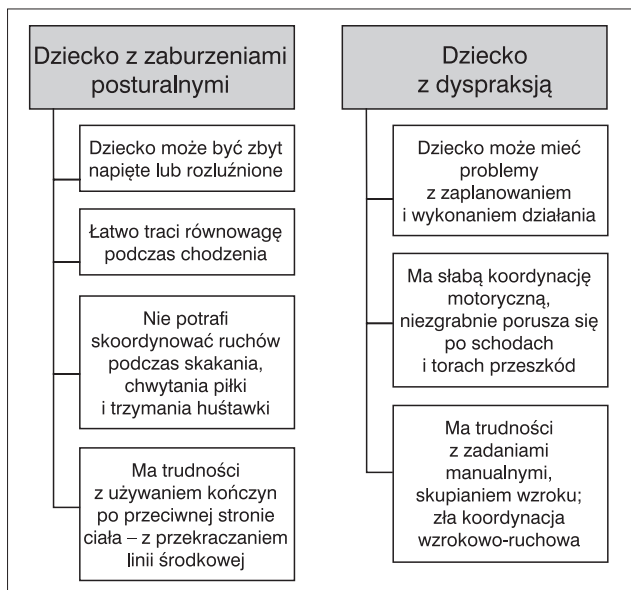 Dziecko z zaburzeniami
posturalnymi
Dziecko może być zbyt
napięte lub rozluźnione
Łatwo traci równowagę
podczas chodzenia
Nie potrafi
skoordynować ruchów
podczas skakania,
chwytania piłki
i trzymania huśtawki
Ma trudności
z używaniem kończyn
po przeciwnej stronie
ciała – z przekraczaniem
linii środkowej
Dziecko
z dyspraksją
Dziecko może mieć
problemy
z zaplanowaniem
i wykonaniem działania
Ma słabą koordynację
motoryczną,
niezgrabnie porusza się
po schodach
i torach przeszkód
Ma trudności
z zadaniami
manualnymi,
skupianiem wzroku;
zła koordynacja
wzrokowo-ruchowa